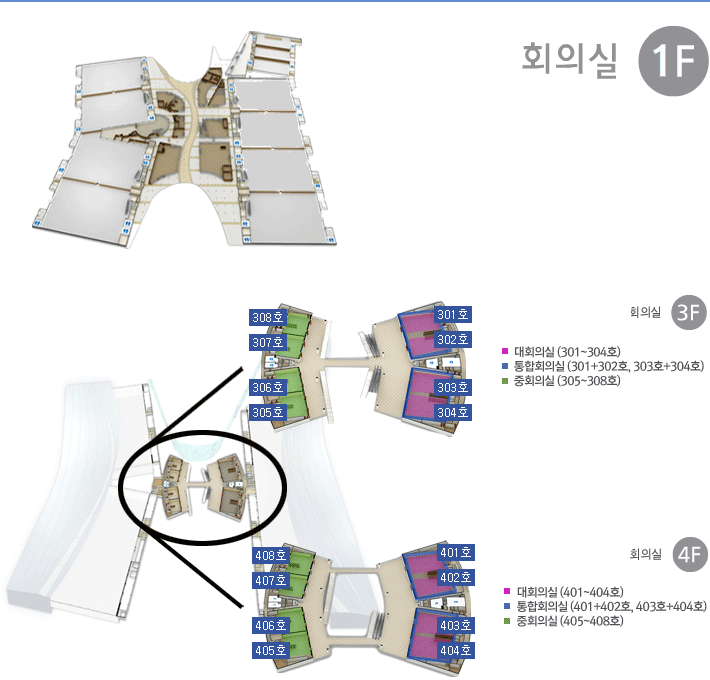 회의실 1F
308호
307호
306호
305호
301호
302호
303호
304호
회의실 3F
대회의실 (301~304호)
통합회의실 (301+302호, 303호+304호)
중회의실 (305~308호)
408호
407호
406호
405호
401호
402호
403호
404호
회의실 4F
대회의실 (401~404호)
통합회의실 (401+402호, 403호+404호)
중회의실 (405~408호)